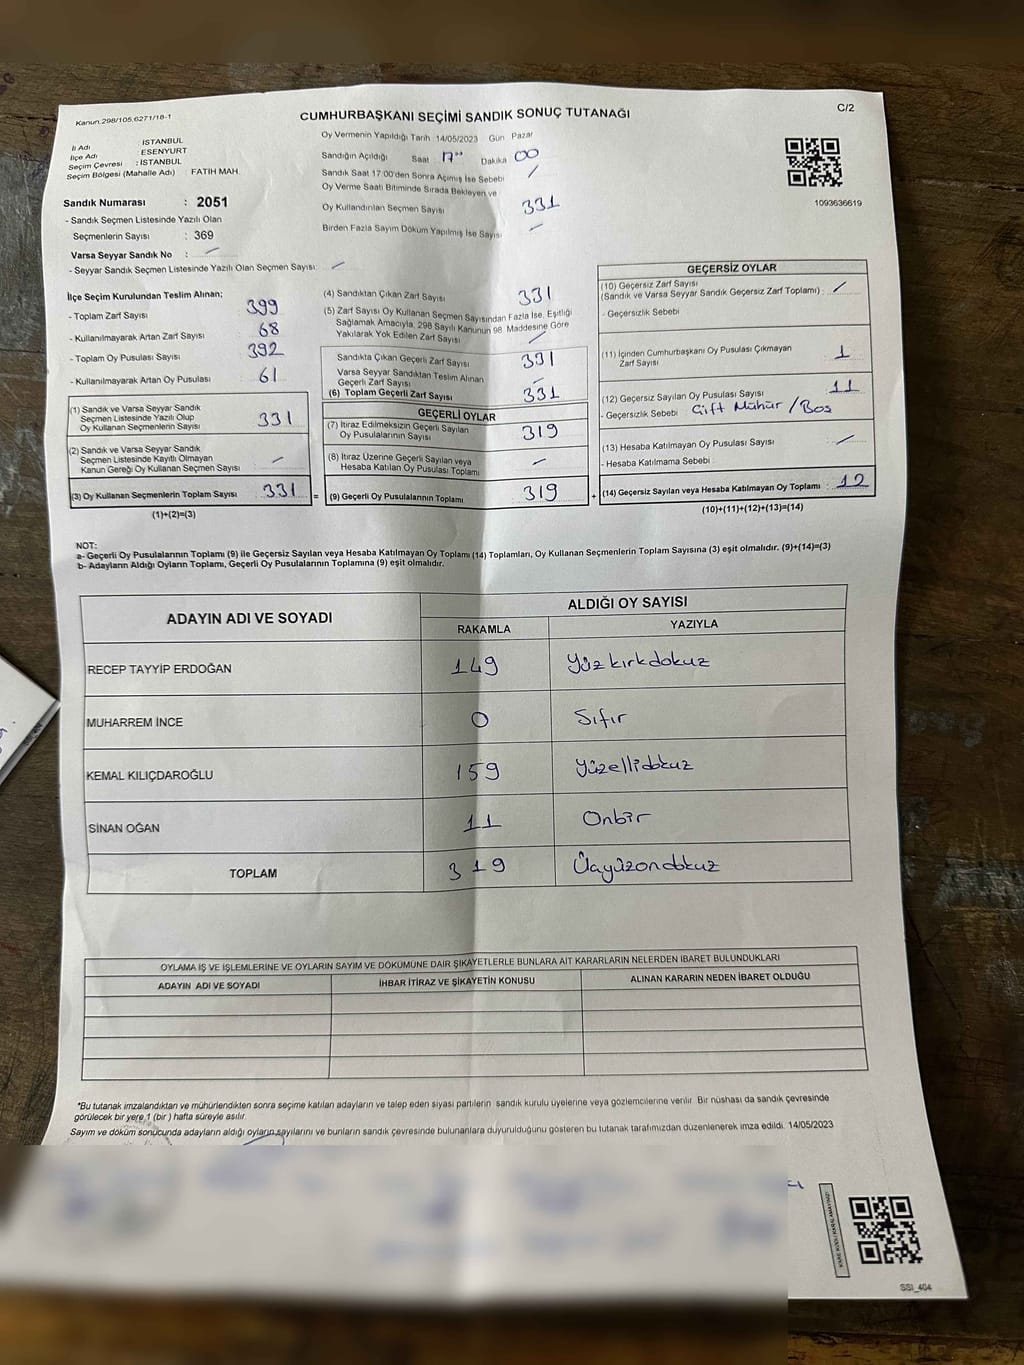 Kanun.298/105.6271/18-1
CUMHURBAŞKANI SEÇİMİ SANDIK SONUÇ TUTANAĞI
C/2
İl Adı : İSTANBUL
İlçe Adı : ESENYURT
Seçim Çevresi : İSTANBUL
Seçim Bölgesi (Mahalle Adı) FATİH MAH.
Sandık Numarası : 2051
- Sandık Seçmen Listesinde Yazılı Olan
Seçmenlerin Sayısı : 369
Varsa Seyyar Sandık No : /
- Seyyar Sandık Seçmen Listesinde Yazılı Olan Seçmen Sayısı: /
Oy Vermenin Yapıldığı Tarih 14/05/2023 Gün Pazar
Sandığın Açıldığı Saat 17⁰⁰ Dakika 00
Sandık Saat 17:00'den Sonra Açılmış İse Sebebi /
Oy Verme Saati Bitiminde Sırada Bekleyen ve
Oy Kullandırılan Seçmen Sayısı 331
Birden Fazla Sayım Döküm Yapılmış İse Sayısı /
1093636619
İlçe Seçim Kurulundan Teslim Alınan;
- Toplam Zarf Sayısı 399
- Kullanılmayarak Artan Zarf Sayısı 68
- Toplam Oy Pusulası Sayısı 392
- Kullanılmayarak Artan Oy Pusulası 61
(1) Sandık ve Varsa Seyyar Sandık
Seçmen Listesinde Yazılı Olup
Oy Kullanan Seçmenlerin Sayısı 331
(2) Sandık ve Varsa Seyyar Sandık
Seçmen Listesinde Kayıtlı Olmayan
Kanun Gereği Oy Kullanan Seçmen Sayısı /
(3) Oy Kullanan Seçmenlerin Toplam Sayısı 331 =
(1)+(2)=(3)
(4) Sandıktan Çıkan Zarf Sayısı 331
(5) Zarf Sayısı Oy Kullanan Seçmen Sayısından Fazla İse, Eşitliği
Sağlamak Amacıyla, 298 Sayılı Kanunun 98. Maddesine Göre
Yakılarak Yok Edilen Zarf Sayısı /
Sandıkta Çıkan Geçerli Zarf Sayısı 331
Varsa Seyyar Sandıktan Teslim Alınan
Geçerli Zarf Sayısı /
(6) Toplam Geçerli Zarf Sayısı 331
GEÇERLİ OYLAR
(7) İtiraz Edilmeksizin Geçerli Sayılan
Oy Pusulalarının Sayısı 319
(8) İtiraz Üzerine Geçerli Sayılan veya
Hesaba Katılan Oy Pusulası Toplamı /
(9) Geçerli Oy Pusulalarının Toplamı 319 +
GEÇERSİZ OYLAR
(10) Geçersiz Zarf Sayısı
(Sandık ve Varsa Seyyar Sandık Geçersiz Zarf Toplamı) : /
- Geçersizlik Sebebi
(11) İçinden Cumhurbaşkanı Oy Pusulası Çıkmayan
Zarf Sayısı 1
(12) Geçersiz Sayılan Oy Pusulası Sayısı 11
- Geçersizlik Sebebi Çift Mühür / Boş
(13) Hesaba Katılmayan Oy Pusulası Sayısı /
- Hesaba Katılmama Sebebi
(14) Geçersiz Sayılan veya Hesaba Katılmayan Oy Toplamı : 12
(10)+(11)+(12)+(13)=(14)
NOT:
a- Geçerli Oy Pusulalarının Toplamı (9) ile Geçersiz Sayılan veya Hesaba Katılmayan Oy Toplamı (14) Toplamları, Oy Kullanan Seçmenlerin Toplam Sayısına (3) eşit olmalıdır. (9)+(14)=(3)
b- Adayların Aldığı Oyların Toplamı, Geçerli Oy Pusulalarının Toplamına (9) eşit olmalıdır.
ADAYIN ADI VE SOYADI
ALDIĞI OY SAYISI
RAKAMLA YAZIYLA
RECEP TAYYİP ERDOĞAN 149 Yüzkırkdokuz
MUHARREM İNCE 0 Sıfır
KEMAL KILIÇDAROĞLU 159 Yüzellidokuz
SİNAN OĞAN 11 Onbir
TOPLAM 319 Üçyüzondokuz
OYLAMA İŞ VE İŞLEMLERİNE VE OYLARIN SAYIM VE DÖKÜMÜNE DAİR ŞİKAYETLERLE BUNLARA AİT KARARLARIN NELERDEN İBARET BULUNDUKLARI
ADAYIN ADI VE SOYADI İHBAR İTİRAZ VE ŞİKAYETİN KONUSU ALINAN KARARIN NEDEN İBARET OLDUĞU
*Bu tutanak imzalandıktan ve mühürlendikten sonra seçime katılan adayların ve talep eden siyasi partilerin sandık kurulu üyelerine veya gözlemcilerine verilir. Bir nüshası da sandık çevresinde
görülecek bir yere 1 (bir) hafta süreyle asılır.
Sayım ve döküm sonucunda adayların aldığı oyların sayılarını ve bunların sandık çevresinde bulunanlara duyurulduğunu gösteren bu tutanak tarafımızdan düzenlenerek imza edildi. 14/05/2023
KARE KODU KARALAMAYINIZ!
SSI_404